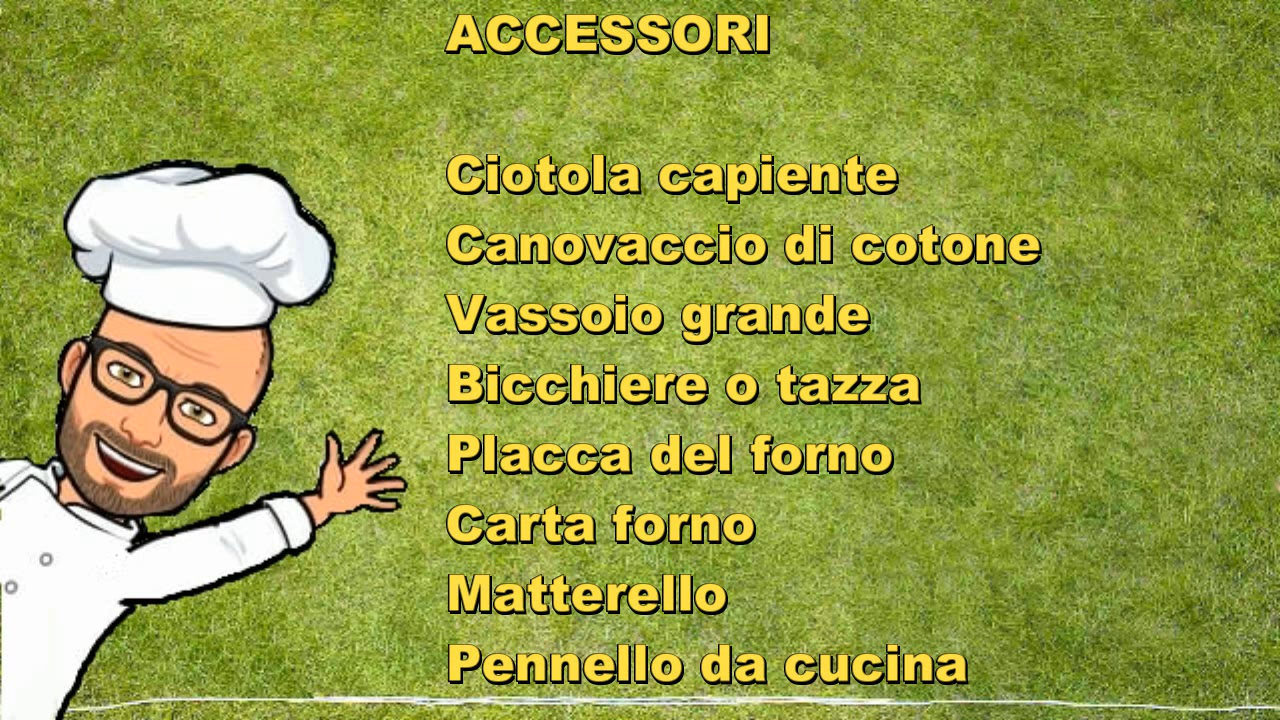 ACCESSORI
Ciotola capiente
Canovaccio di cotone
Vassoio grande
Bicchiere o tazza
Placca del forno
Carta forno
Matterello
Pennello da cucina